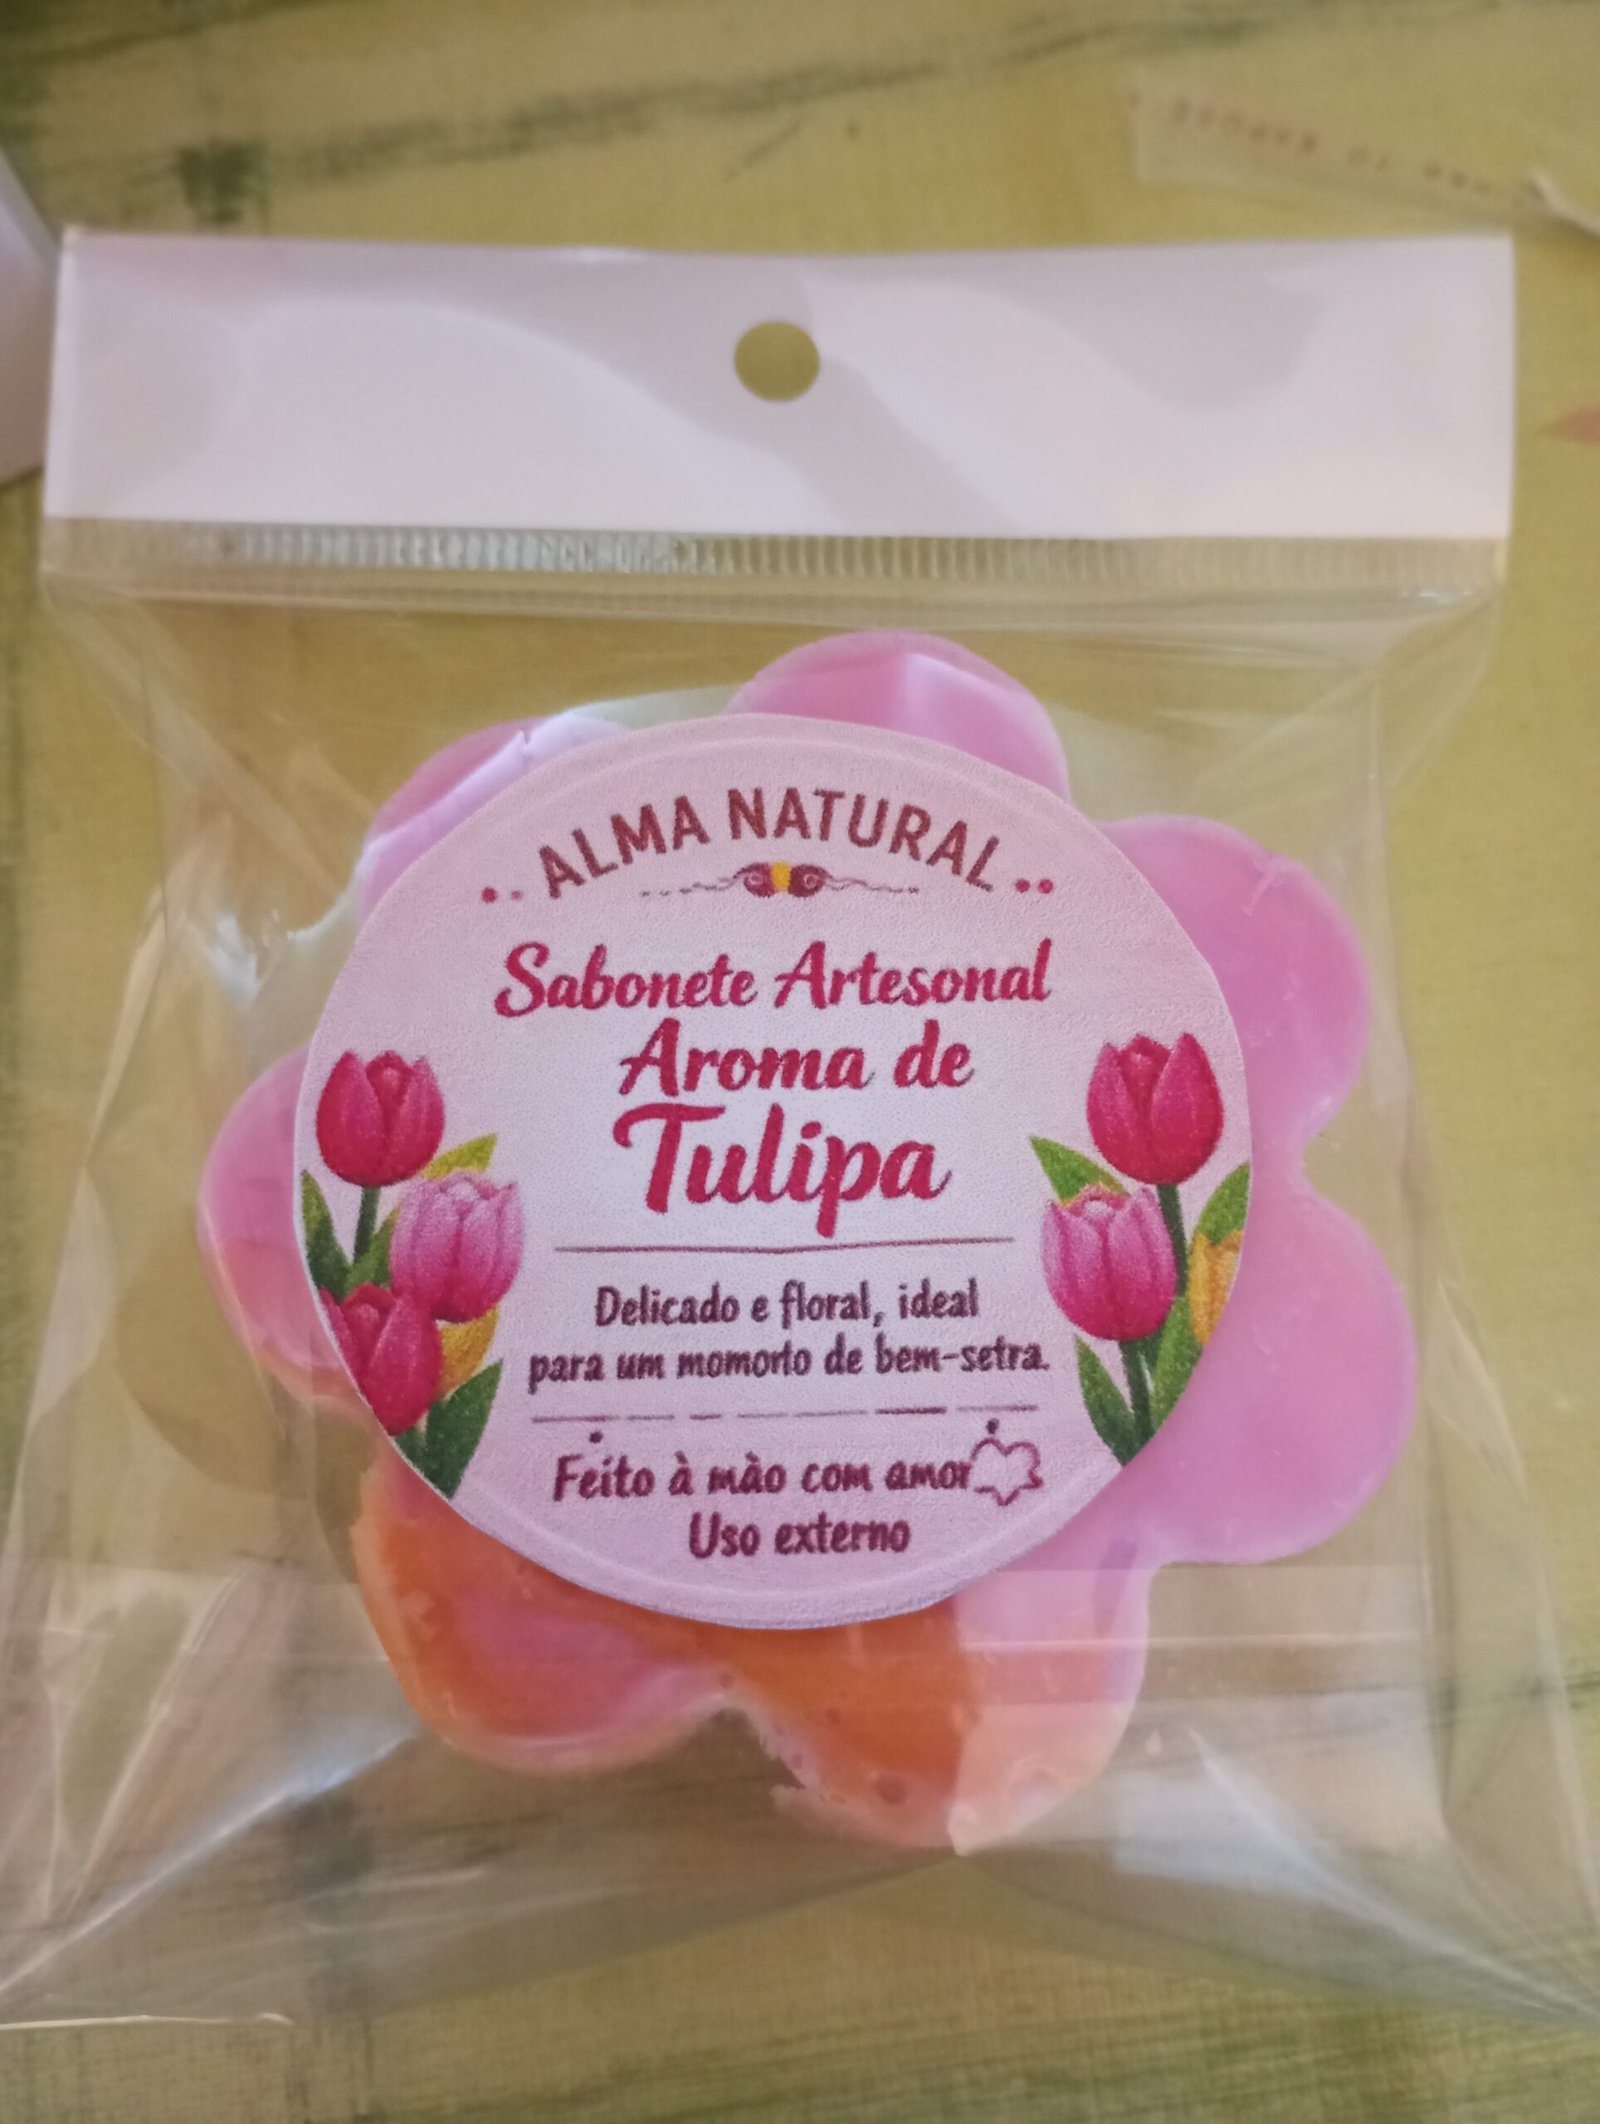 ALMA NATURAL
Sabonete Artesonal
Aroma de
Tulipa
Delicado e floral, ideal
para um momorto de bem-setra.
Feito à mào com amor
Uso externo